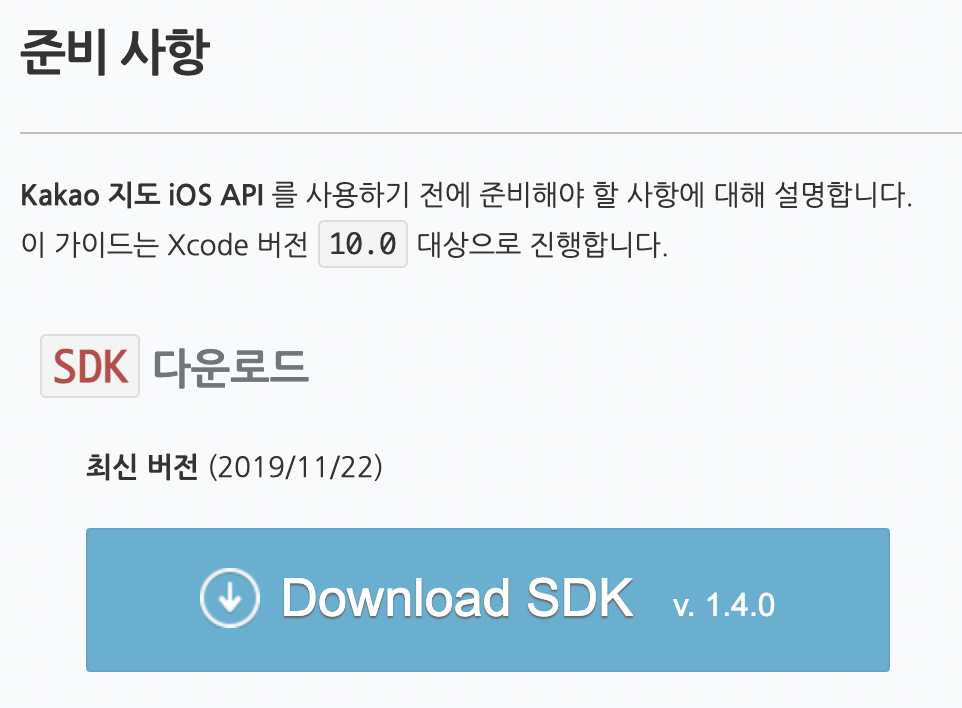 준비 사항
Kakao 지도 iOS API 를 사용하기 전에 준비해야 할 사항에 대해 설명합니다.
이 가이드는 Xcode 버전 10.0 대상으로 진행합니다.
SDK 다운로드
최신 버전 (2019/11/22)
Download SDK v. 1.4.0